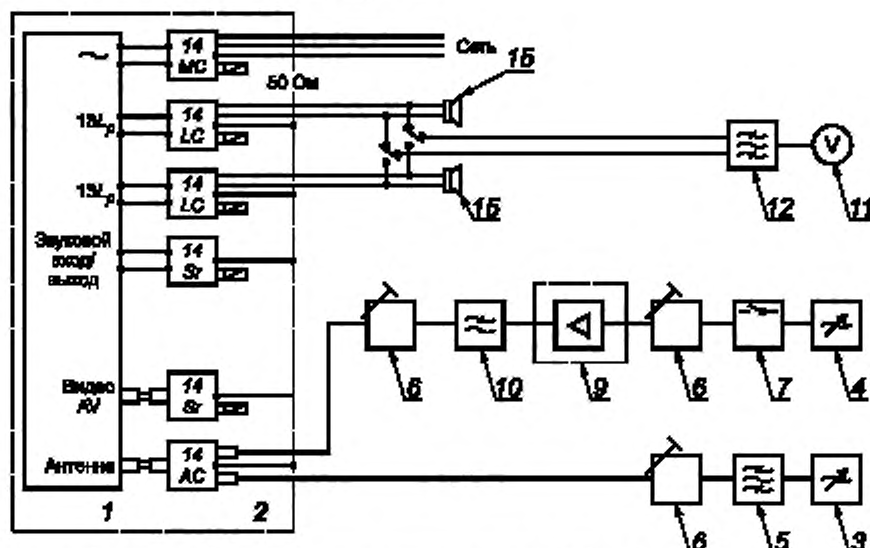 ~
14
МС
Сеть
50 Ом
15
14
LC
14
LC
15
V
12
11
Звуковой
вход/
выход
14
Sr
6
10
9
6
7
4
Видео
AV
14
Sr
Антенна
14
AC
1
2
6
5
3